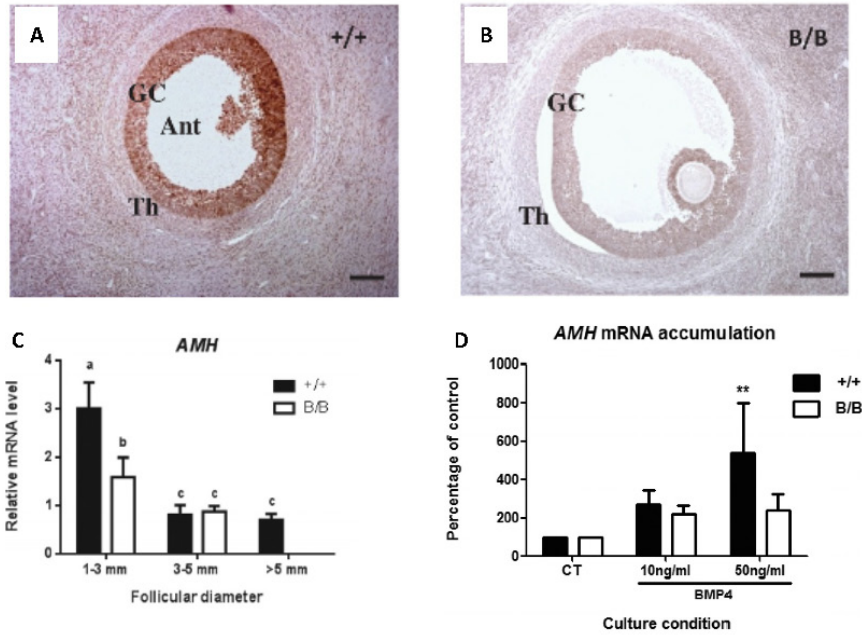 A
+/+
GC
Ant
Th
B
B/B
GC
Th
C
AMH
4
3
2
1
0
Relative mRNA level
a
b
c
c
c
+/+
B/B
1-3 mm
3-5 mm
>5 mm
Follicular diameter
D
AMH mRNA accumulation
1000
800
600
400
200
0
Percentage of control
**
+/+
B/B
CT
10ng/ml
50ng/ml
BMP4
Culture condition